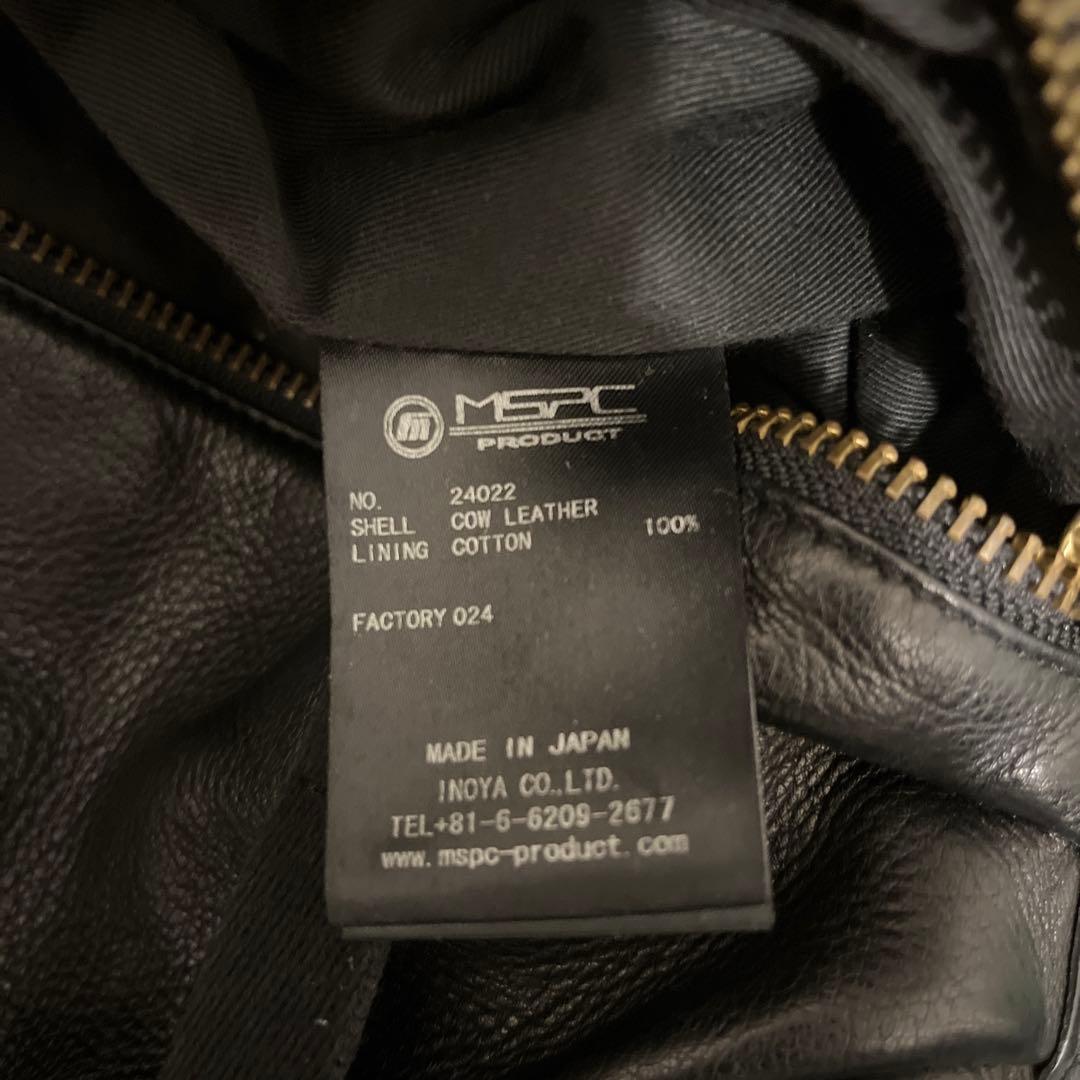 m MSPC
PRODUCT
NO. 24022
SHELL COW LEATHER
LINING COTTON 100%
FACTORY 024
MADE IN JAPAN
INOYA CO.,LTD.
TEL+81-6-6209-2677
www.mspc-product.com